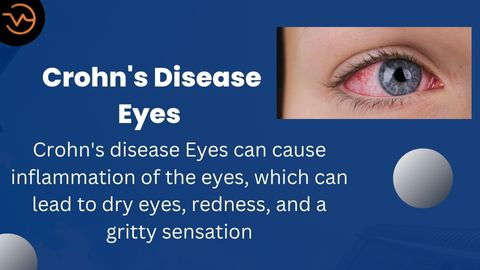 Crohn's Disease
Eyes
Crohn's disease Eyes can cause
inflammation of the eyes, which can
lead to dry eyes, redness, and a
gritty sensation